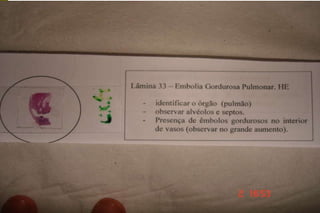 Lâmina 33 – Embolia Gordurosa Pulmonar. HE
- identificar o órgão (pulmão)
- observar alvéolos e septos.
- Presença de êmbolos gordurosos no interior
de vasos (observar no grande aumento).